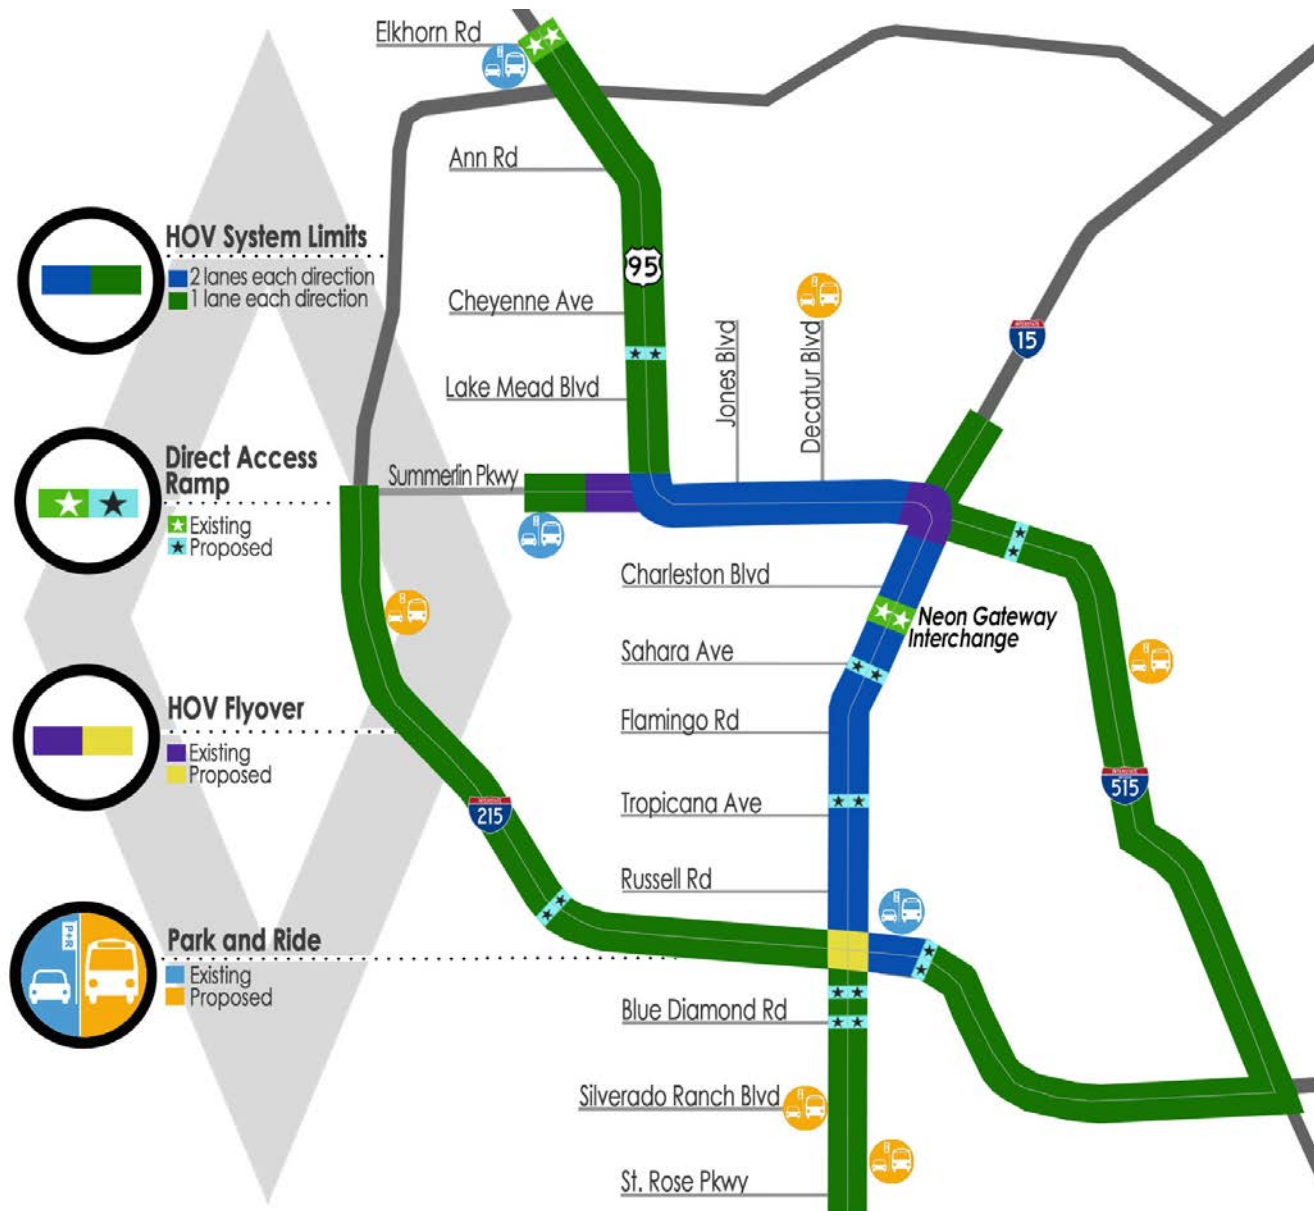 Elkhorn Rd
Ann Rd
HOV System Limits
2 lanes each direction
1 lane each direction
95
Cheyenne Ave
Jones Blvd
Decatur Blvd
INTERSTATE
15
Lake Mead Blvd
Direct Access
Ramp
Existing
Proposed
Summerlin Pkwy
Charleston Blvd
Neon Gateway
Interchange
Sahara Ave
HOV Flyover
Existing
Proposed
Flamingo Rd
Tropicana Ave
INTERSTATE
215
INTERSTATE
515
Russell Rd
P+R
Park and Ride
Existing
Proposed
Blue Diamond Rd
Silverado Ranch Blvd
St. Rose Pkwy